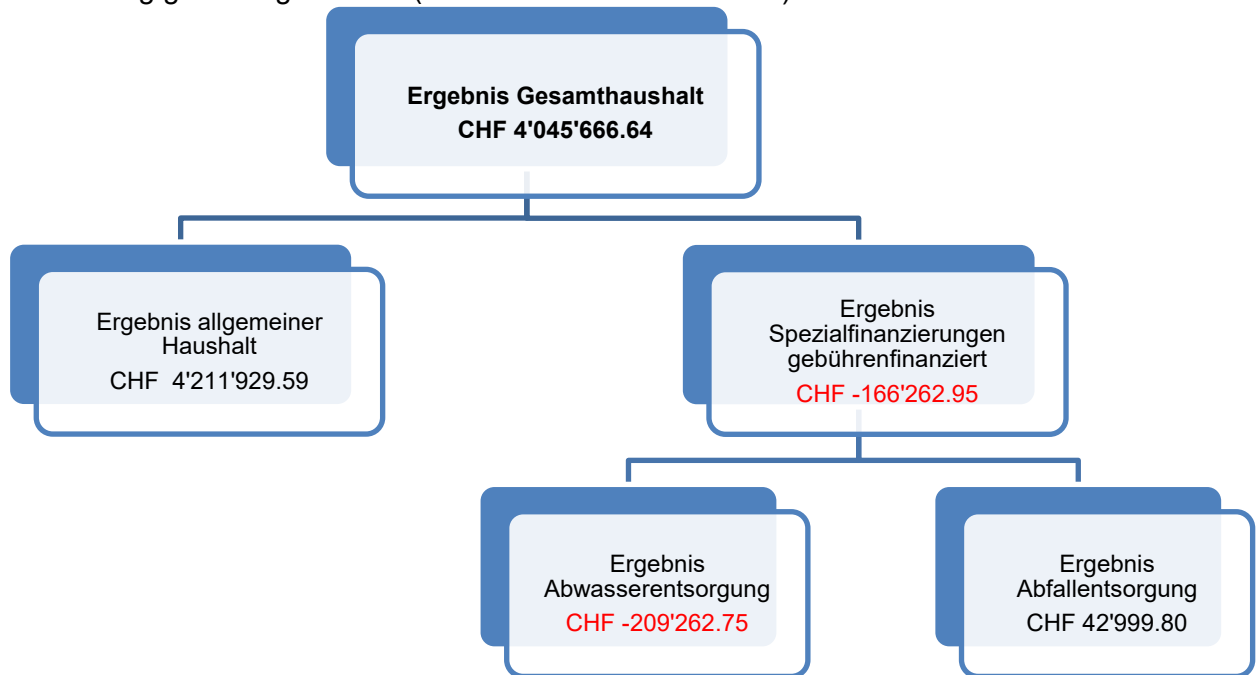 Ergebnis Gesamthaushalt
CHF 4'045'666.64
Ergebnis allgemeiner
Haushalt
CHF 4'211'929.59
Ergebnis
Spezialfinanzierungen
gebührenfinanziert
CHF -166'262.95
Ergebnis
Abwasserentsorgung
CHF -209'262.75
Ergebnis
Abfallentsorgung
CHF 42'999.80